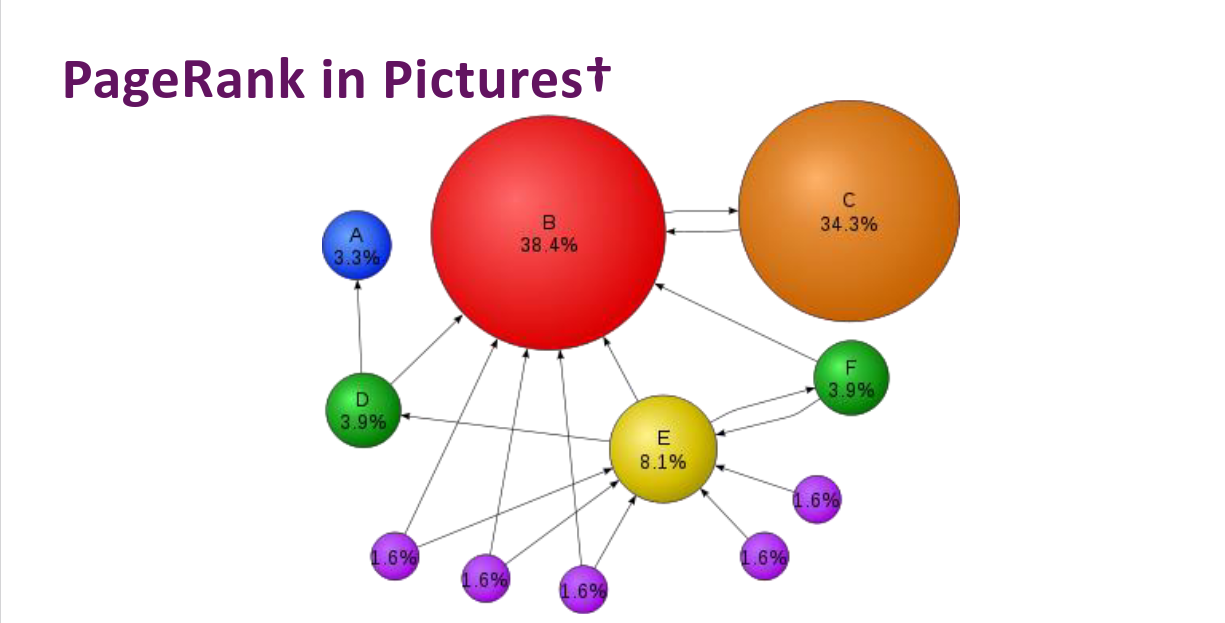 PageRank in Pictures†
B
38.4%
C
34.3%
A
3.3%
D
3.9%
F
3.9%
E
8.1%
1.6%
1.6%
1.6%
1.6%
1.6%